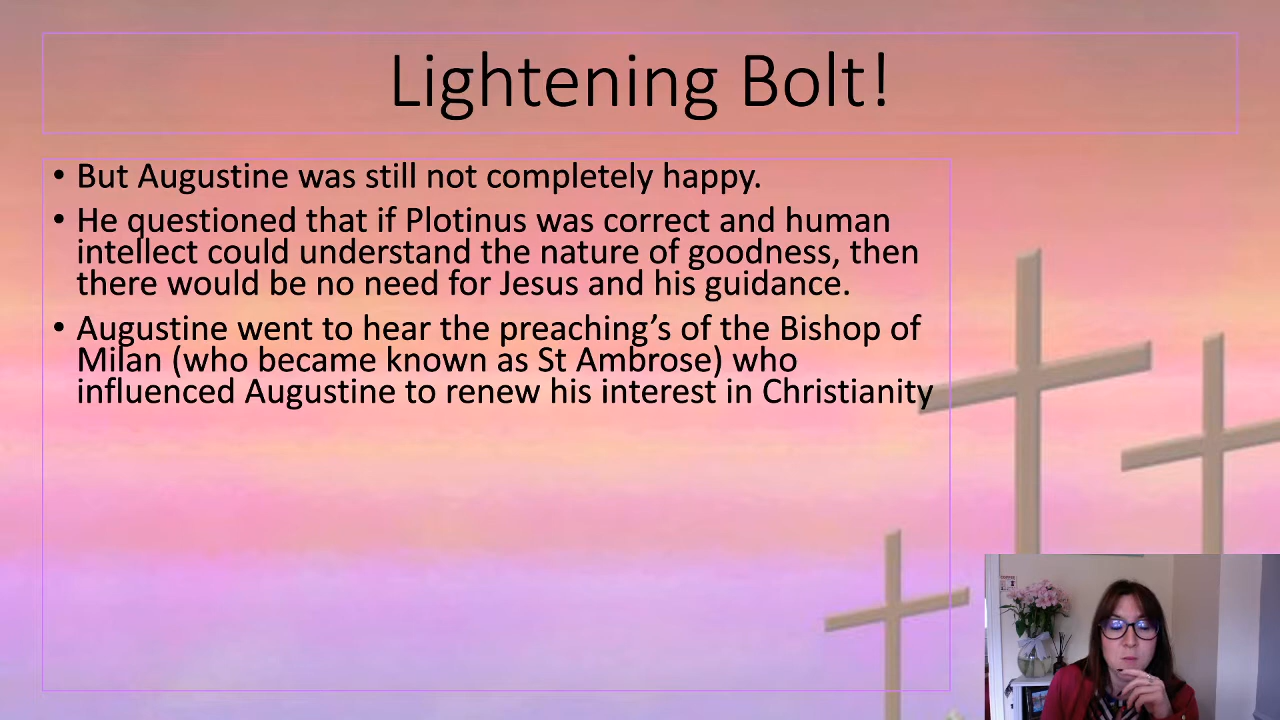 Lightening Bolt!
• But Augustine was still not completely happy.
• He questioned that if Plotinus was correct and human
intellect could understand the nature of goodness, then
there would be no need for Jesus and his guidance.
• Augustine went to hear the preaching’s of the Bishop of
Milan (who became known as St Ambrose) who
influenced Augustine to renew his interest in Christianity